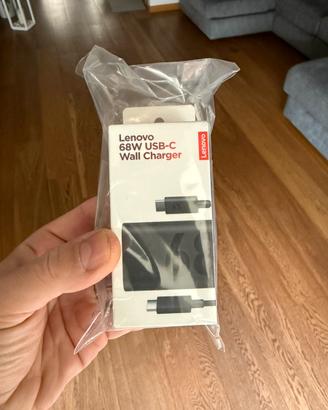 Lenovo
68W USB-C
Wall Charger
Lenovo